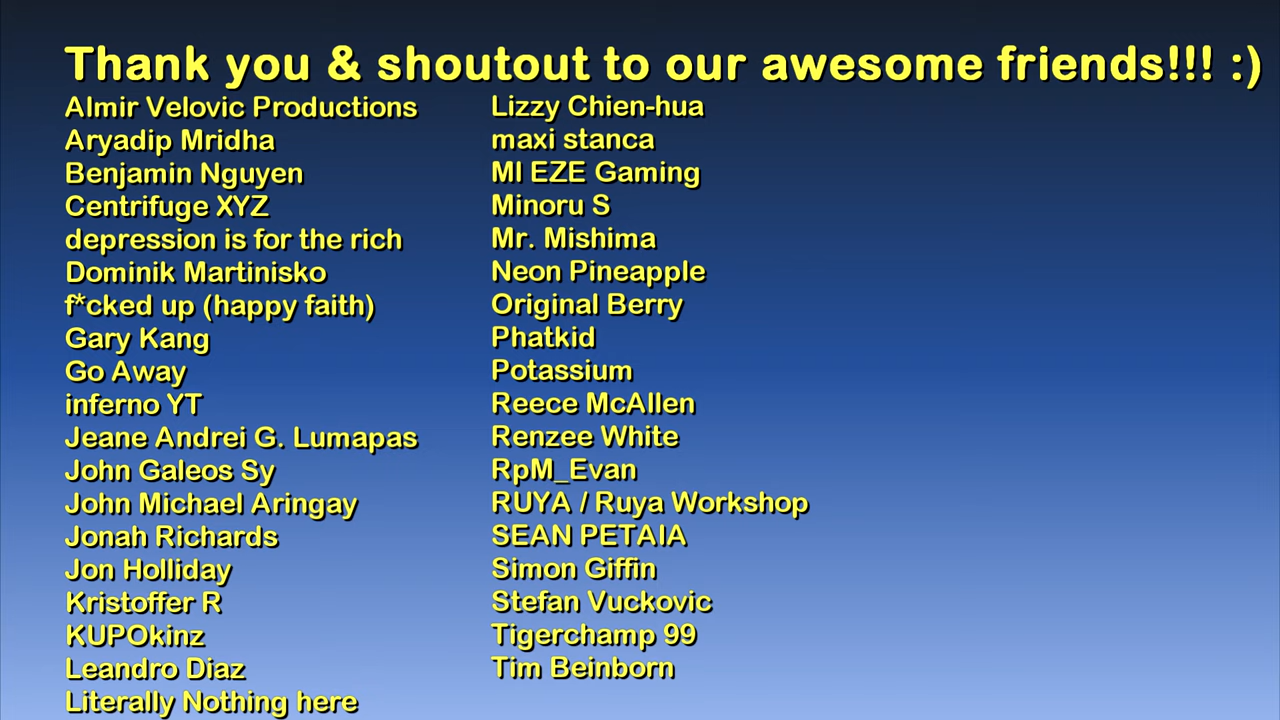 Thank you & shoutout to our awesome friends!!! :)
Almir Velovic Productions
Aryadip Mridha
Benjamin Nguyen
Centrifuge XYZ
depression is for the rich
Dominik Martinisko
f*cked up (happy faith)
Gary Kang
Go Away
inferno YT
Jeane Andrei G. Lumapas
John Galeos Sy
John Michael Aringay
Jonah Richards
Jon Holliday
Kristoffer R
KUPOkinz
Leandro Diaz
Literally Nothing here
Lizzy Chien-hua
maxi stanca
MI EZE Gaming
Minoru S
Mr. Mishima
Neon Pineapple
Original Berry
Phatkid
Potassium
Reece McAllen
Renzee White
RpM_Evan
RUYA / Ruya Workshop
SEAN PETAIA
Simon Giffin
Stefan Vuckovic
Tigerchamp 99
Tim Beinborn